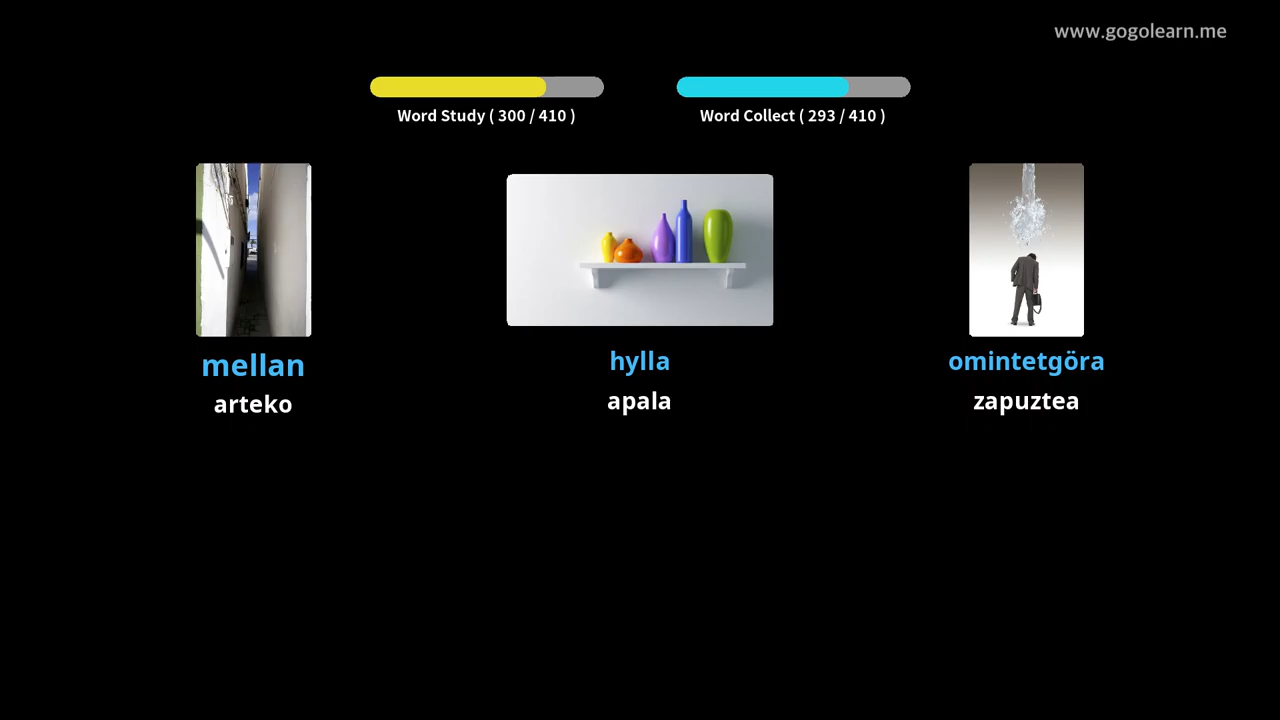 www.gogolearn.me
Word Study ( 300 / 410 )
Word Collect ( 293 / 410 )
mellan
arteko
hylla
apala
omintetgöra
zapuztea